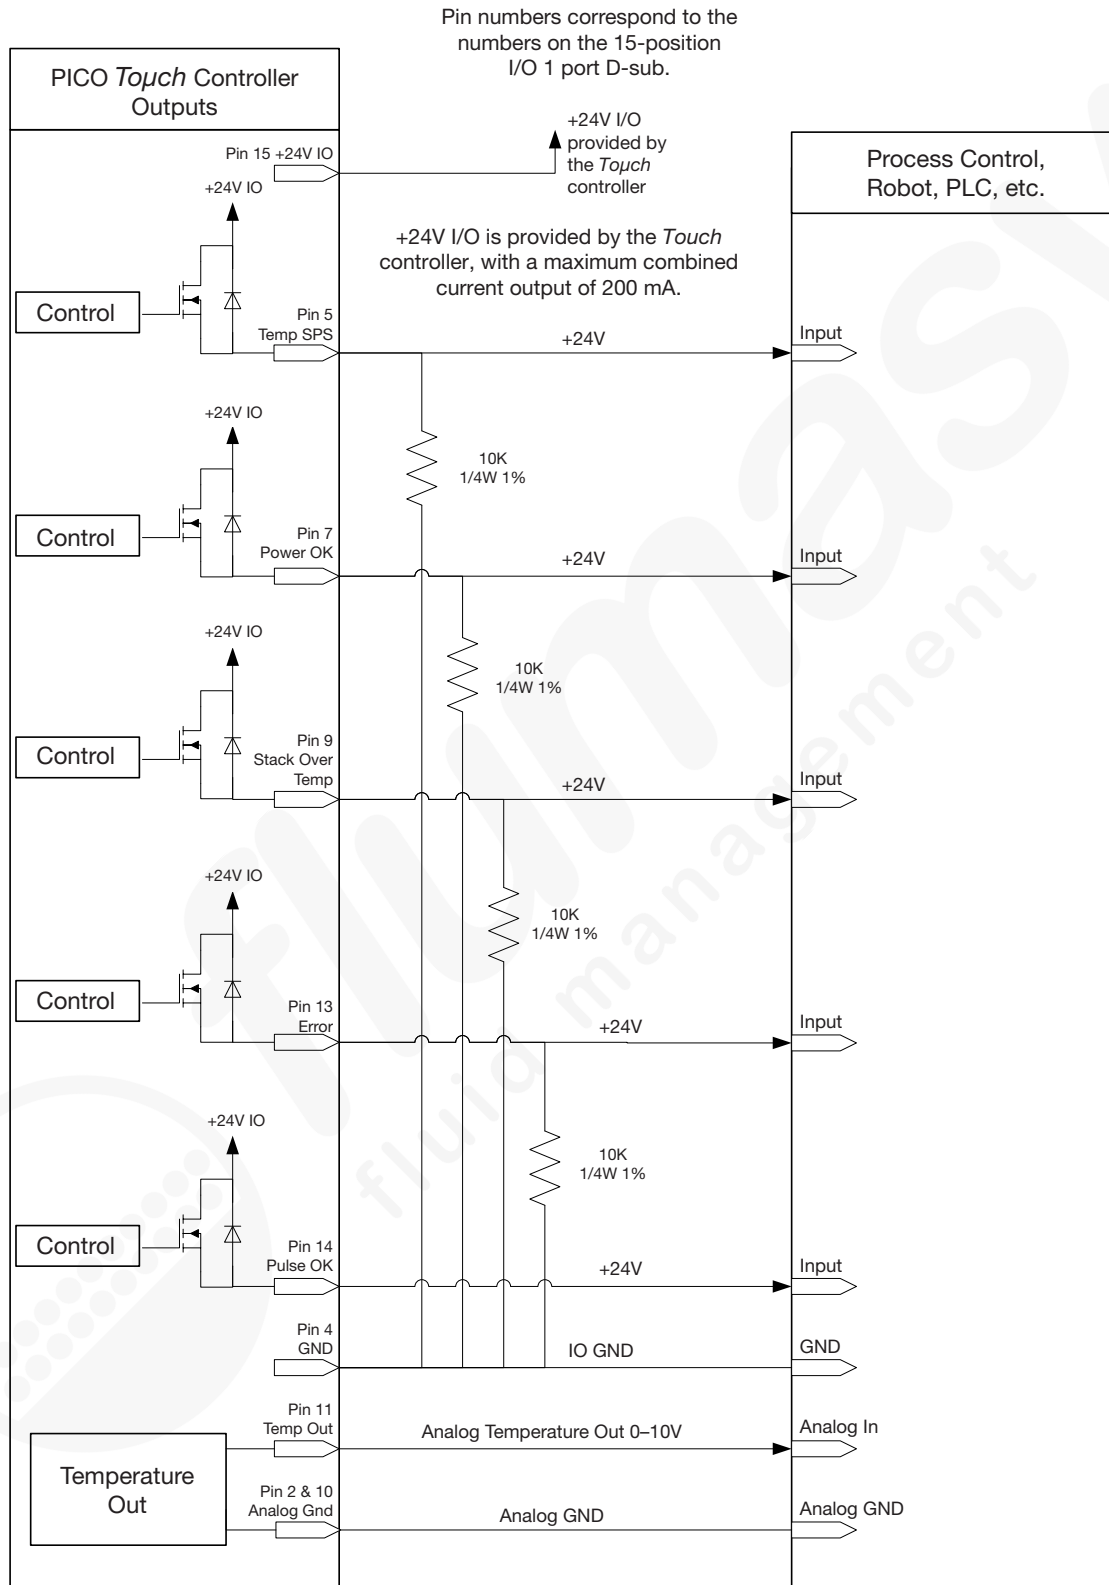 Pin numbers correspond to the
numbers on the 15-position
I/O 1 port D-sub.
PICO Toµch Controller
Outputs
+24V I/O
provided by
the Touch
controller
Process Control,
Robot, PLC, etc.
Pin 15 +24V IO
+24V IO
+24V I/O is provided by the Touch
controller, with a maximum combined
current output of 200 mA.
Control
Pin 5
Temp SPS
+24V
Input
+24V IO
10K
1/4W 1%
Control
Pin 7
Power OK
+24V
Input
+24V IO
10K
1/4W 1%
Control
Pin 9
Stack Over
Temp
+24V
Input
+24V IO
10K
1/4W 1%
Control
Pin 13
Error
+24V
Input
+24V IO
10K
1/4W 1%
Control
Pin 14
Pulse OK
+24V
Input
Pin 4
GND
IO GND
GND
Pin 11
Temp Out
Analog Temperature Out 0–10V
Analog In
Temperature
Out
Pin 2 & 10
Analog Gnd
Analog GND
Analog GND
fluid management